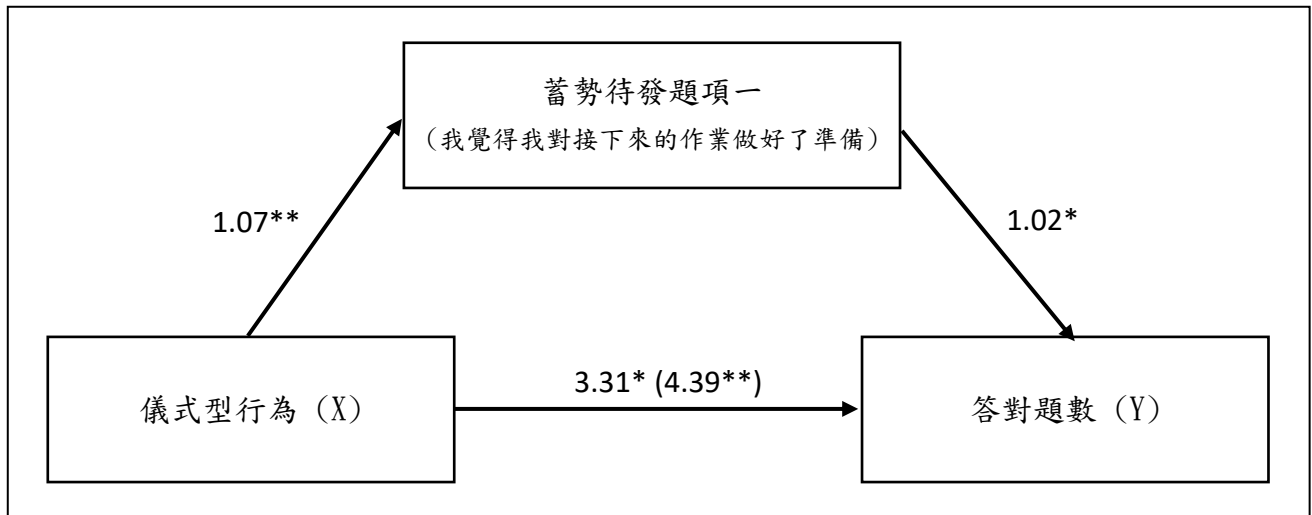 蓄勢待發題項一
（我覺得我對接下來的作業做好了準備）
1.07**
1.02*
3.31* (4.39**)
儀式型行為（X）
答對題數（Y）